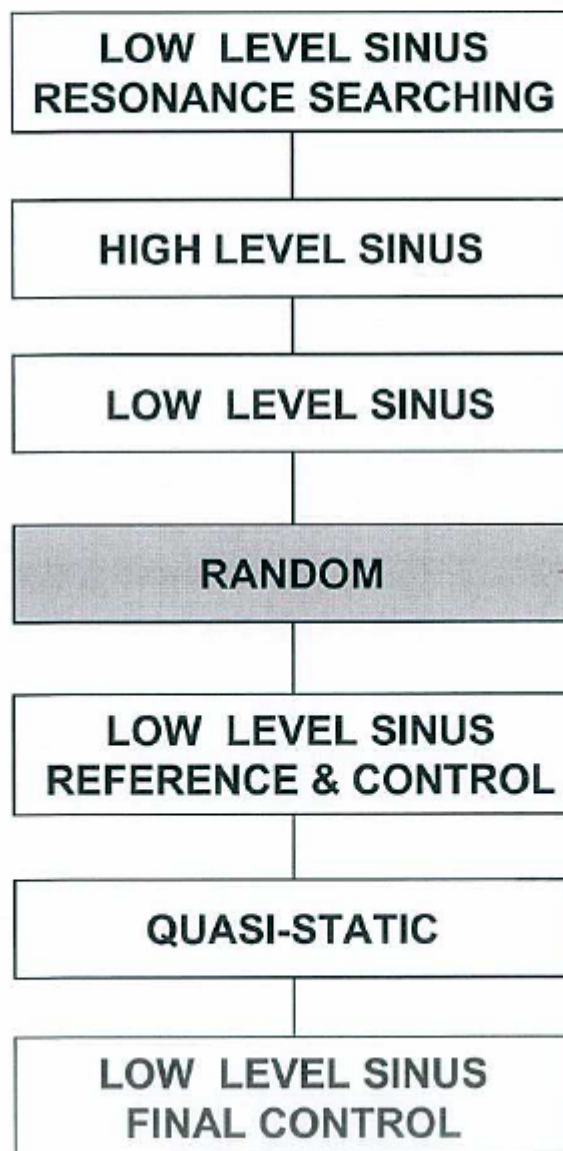 LOW LEVEL SINUS
RESONANCE SEARCHING
HIGH LEVEL SINUS
LOW LEVEL SINUS
RANDOM
LOW LEVEL SINUS
REFERENCE & CONTROL
QUASI-STATIC
LOW LEVEL SINUS
FINAL CONTROL